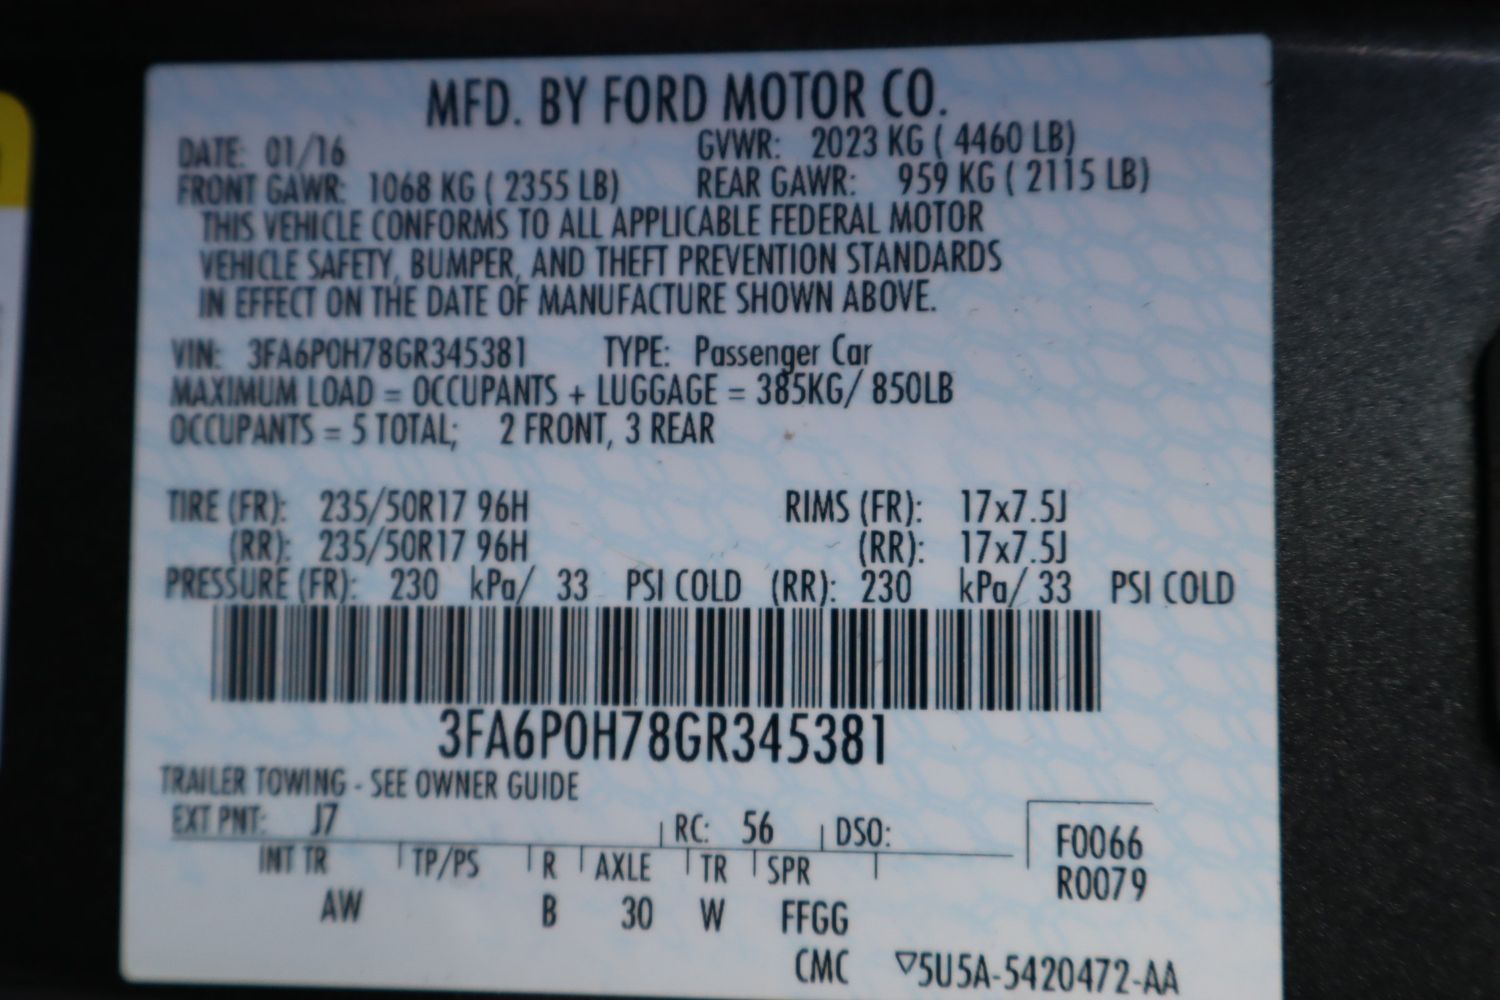 MFD. BY FORD MOTOR CO.
DATE: 01/16 GVWR: 2023 KG ( 4460 LB)
FRONT GAWR: 1068 KG ( 2355 LB) REAR GAWR: 959 KG ( 2115 LB)
THIS VEHICLE CONFORMS TO ALL APPLICABLE FEDERAL MOTOR
VEHICLE SAFETY, BUMPER, AND THEFT PREVENTION STANDARDS
IN EFFECT ON THE DATE OF MANUFACTURE SHOWN ABOVE.
VIN: 3FA6P0H78GR345381 TYPE: Passenger Car
MAXIMUM LOAD = OCCUPANTS + LUGGAGE = 385KG/ 850LB
OCCUPANTS = 5 TOTAL; 2 FRONT, 3 REAR
TIRE (FR): 235/50R17 96H RIMS (FR): 17x7.5J
(RR): 235/50R17 96H (RR): 17x7.5J
PRESSURE (FR): 230 kPa/ 33 PSI COLD (RR): 230 kPa/ 33 PSI COLD
3FA6P0H78GR345381
TRAILER TOWING - SEE OWNER GUIDE
EXT PNT: J7 RC: 56 DSO: F0066
INT TR TP/PS R AXLE TR SPR R0079
AW B 30 W FFGG
CMC ▽5U5A-5420472-AA